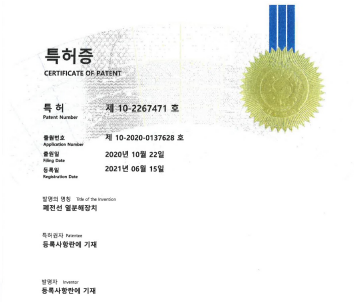 특허증
CERTIFICATE OF PATENT
특 허 제 10-2267471 호
Patent Number
출원번호 제 10-2020-0137628 호
Application Number
출원일 2020년 10월 22일
Filing Date
등록일 2021년 06월 15일
Registration Date
발명의 명칭 Title of the Invention
폐전선 열분해장치
특허권자 Patentee
등록사항란에 기재
발명자 Inventor
등록사항란에 기재